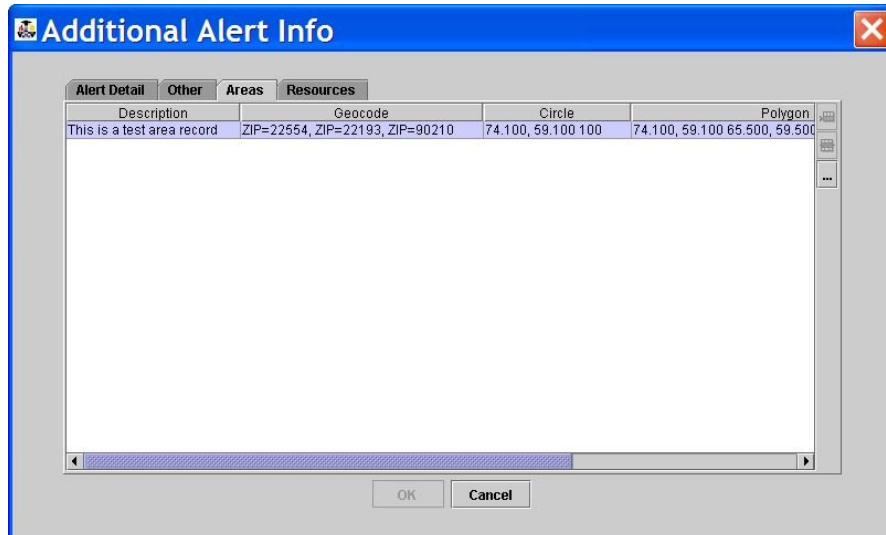 Additional Alert Info
Alert Detail Other Areas Resources
Description Geocode Circle Polygon
This is a test area record ZIP=22554, ZIP=22193, ZIP=90210 74.100, 59.100 100 74.100, 59.100 65.500, 59.500
...
OK Cancel